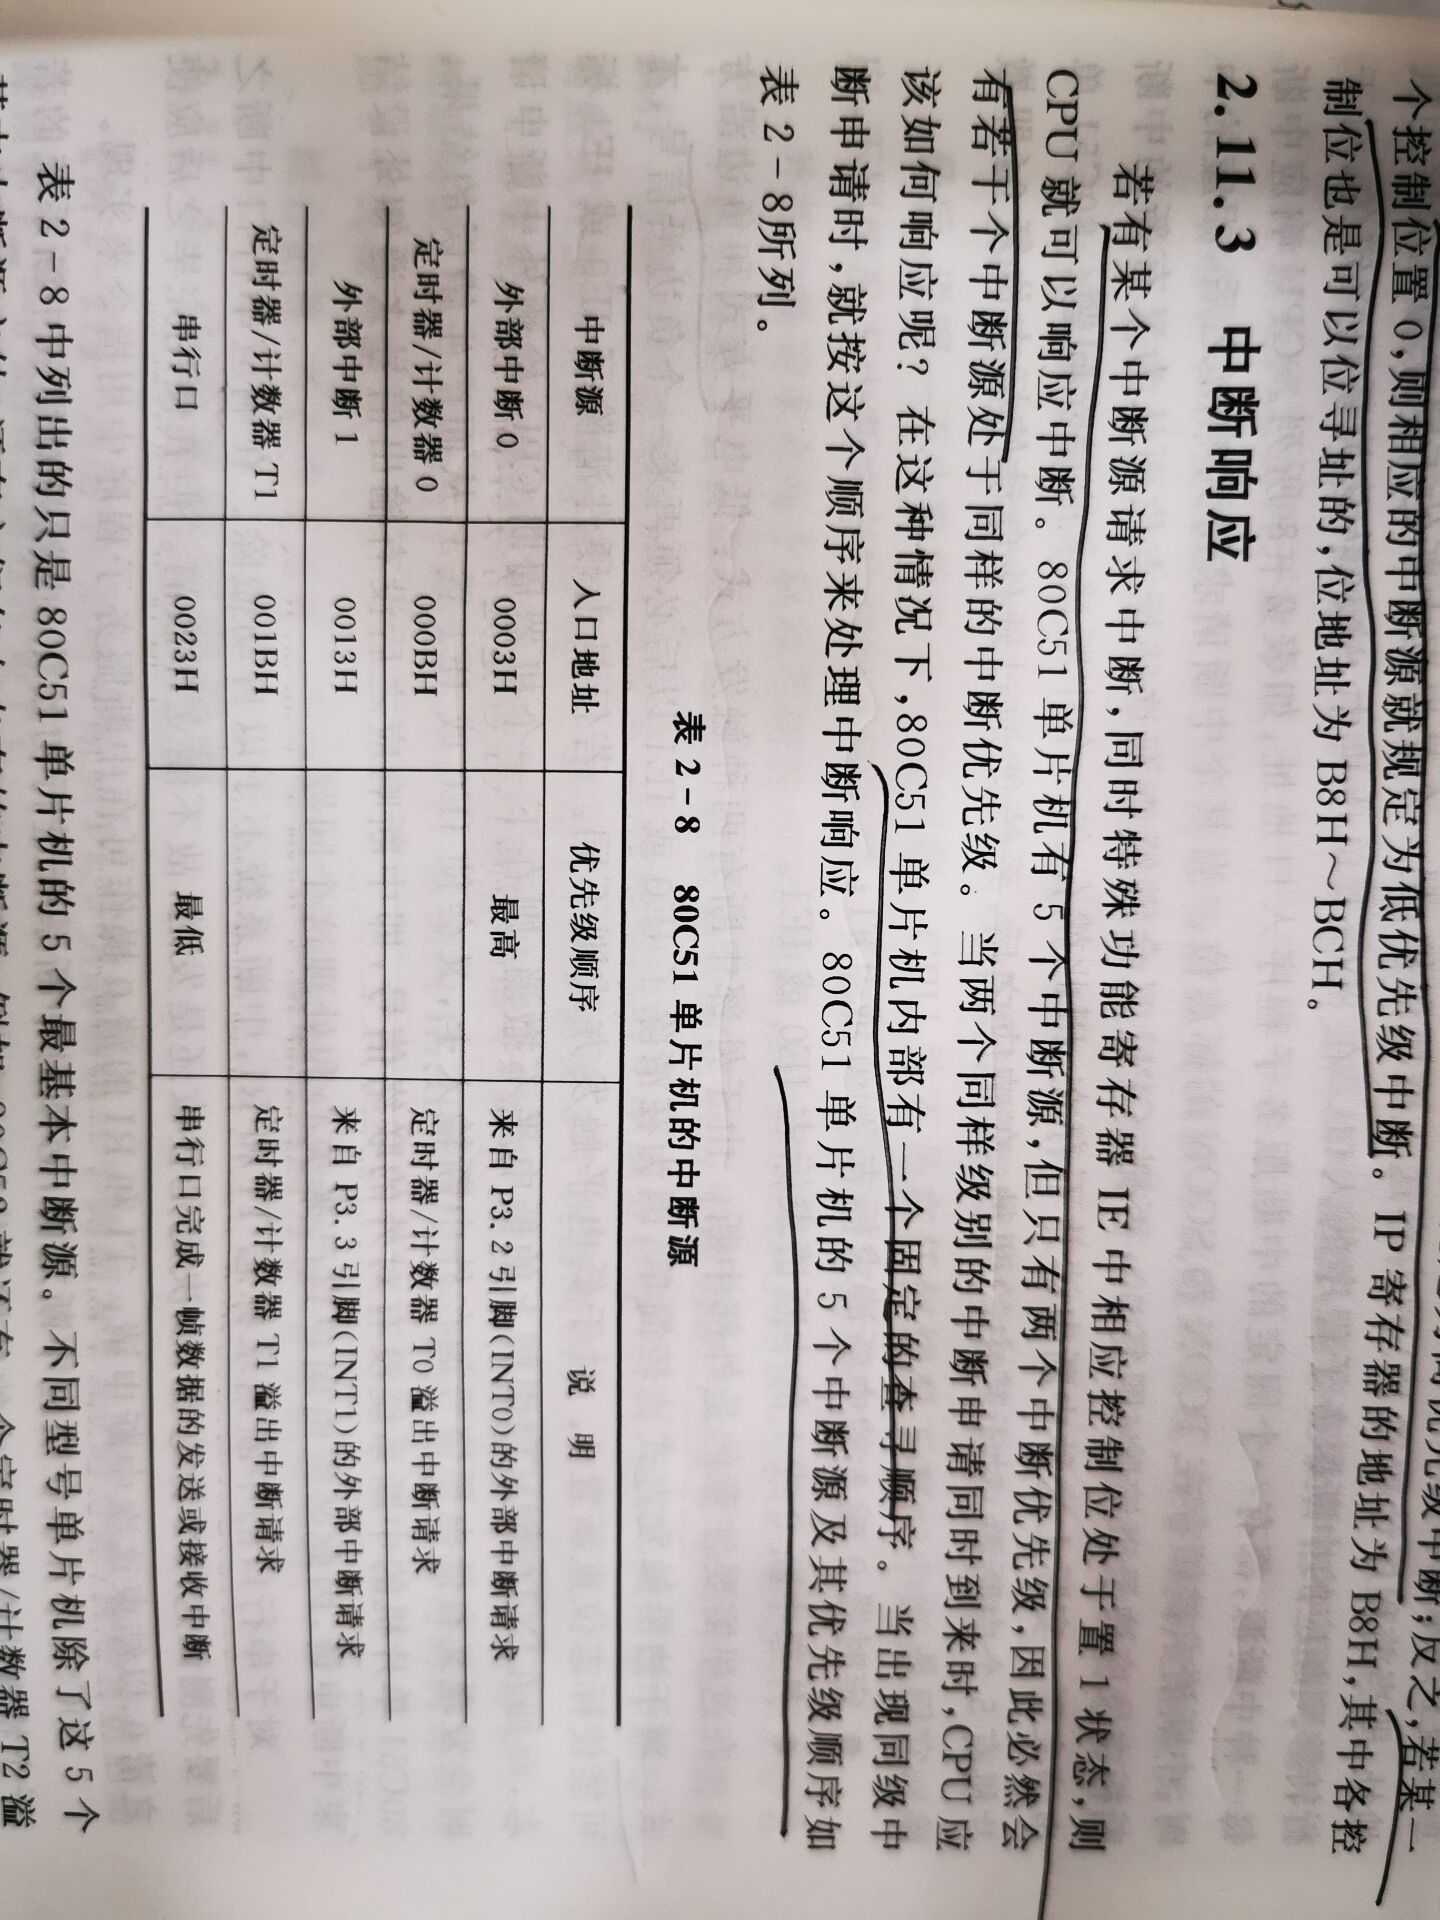 高优先级中断;反之,若某一
个控制位置0,则相应的中断源就规定为低优先级中断。IP 寄存器的地址为 B8H,其中各控
制位也是可以位寻址的,位地址为 B8H～BCH。
2.11.3 中断响应
若有某个中断源请求中断,同时特殊功能寄存器 IE 中相应控制位处于置 1 状态,则
CPU 就可以响应中断。80C51 单片机有 5 个中断源,但只有两个中断优先级,因此必然会
有若干个中断源处于同样的中断优先级。当两个同样级别的中断申请同时到来时,CPU 应
该如何响应呢?在这种情况下,80C51 单片机内部有一个固定的查寻顺序。当出现同级中
断申请时,就按这个顺序来处理中断响应。80C51 单片机的 5 个中断源及其优先级顺序如
表 2-8所列。
表 2-8 80C51 单片机的中断源
中断源 入口地址 优先级顺序 说 明
外部中断 0 0003H 最高 来自 P3.2 引脚(INT0)的外部中断请求
定时器/计数器 0 000BH 定时器/计数器 T0 溢出中断请求
外部中断 1 0013H 来自 P3.3 引脚(INT1)的外部中断请求
定时器/计数器 T1 001BH 定时器/计数器 T1 溢出中断请求
串行口 0023H 最低 串行口完成一帧数据的发送或接收中断
表 2-8 中列出的只是 80C51 单片机的 5 个最基本中断源。不同型号单片机除了这 5 个
定时器/计数器 T2 溢